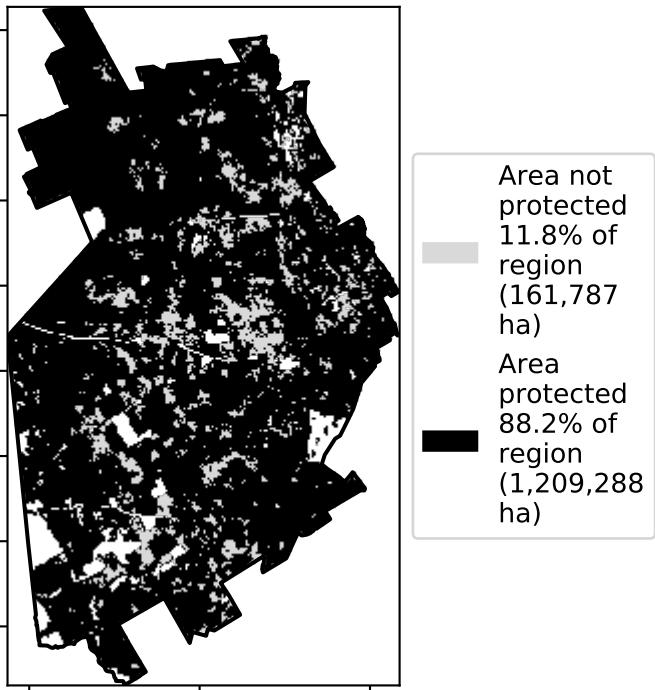 Area not
protected
11.8% of
region
(161,787
ha)
Area
protected
88.2% of
region
(1,209,288
ha)